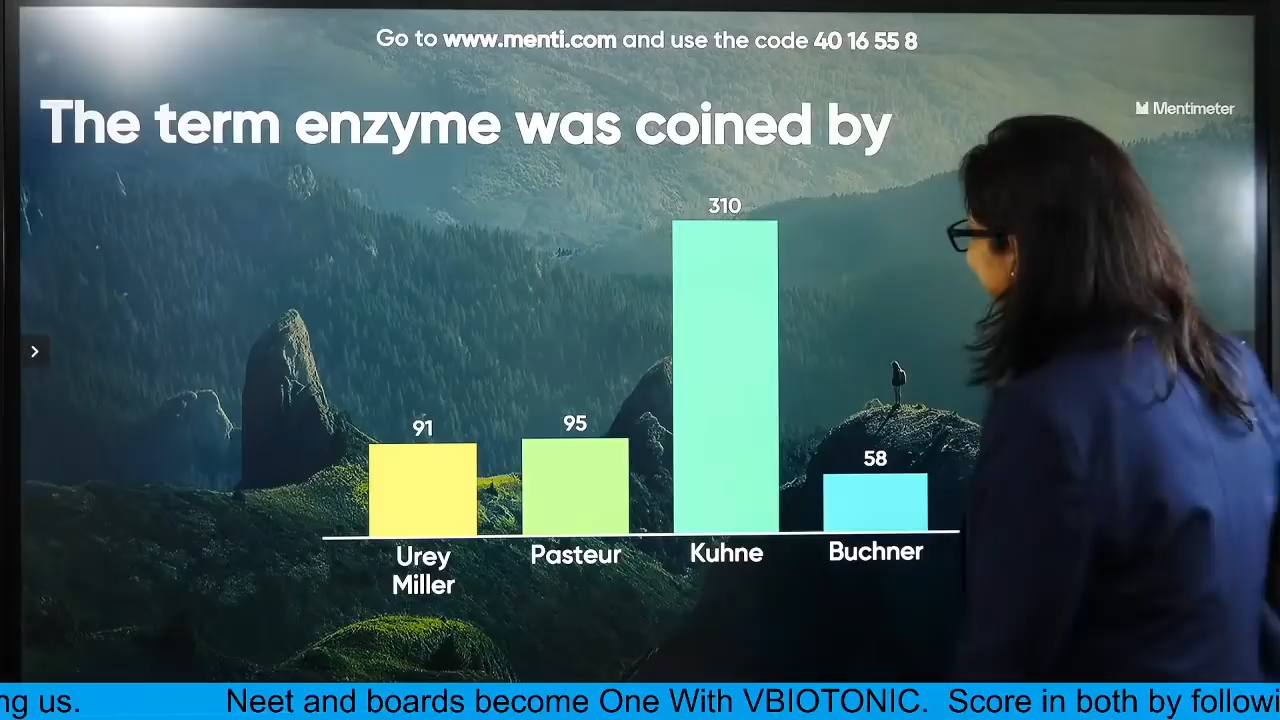 Go to www.menti.com and use the code 40 16 55 8
The term enzyme was coined by
Mentimeter
310
91
95
58
Urey
Miller
Pasteur
Kuhne
Buchner
ng us. Neet and boards become One With VBIOTONIC. Score in both by followi